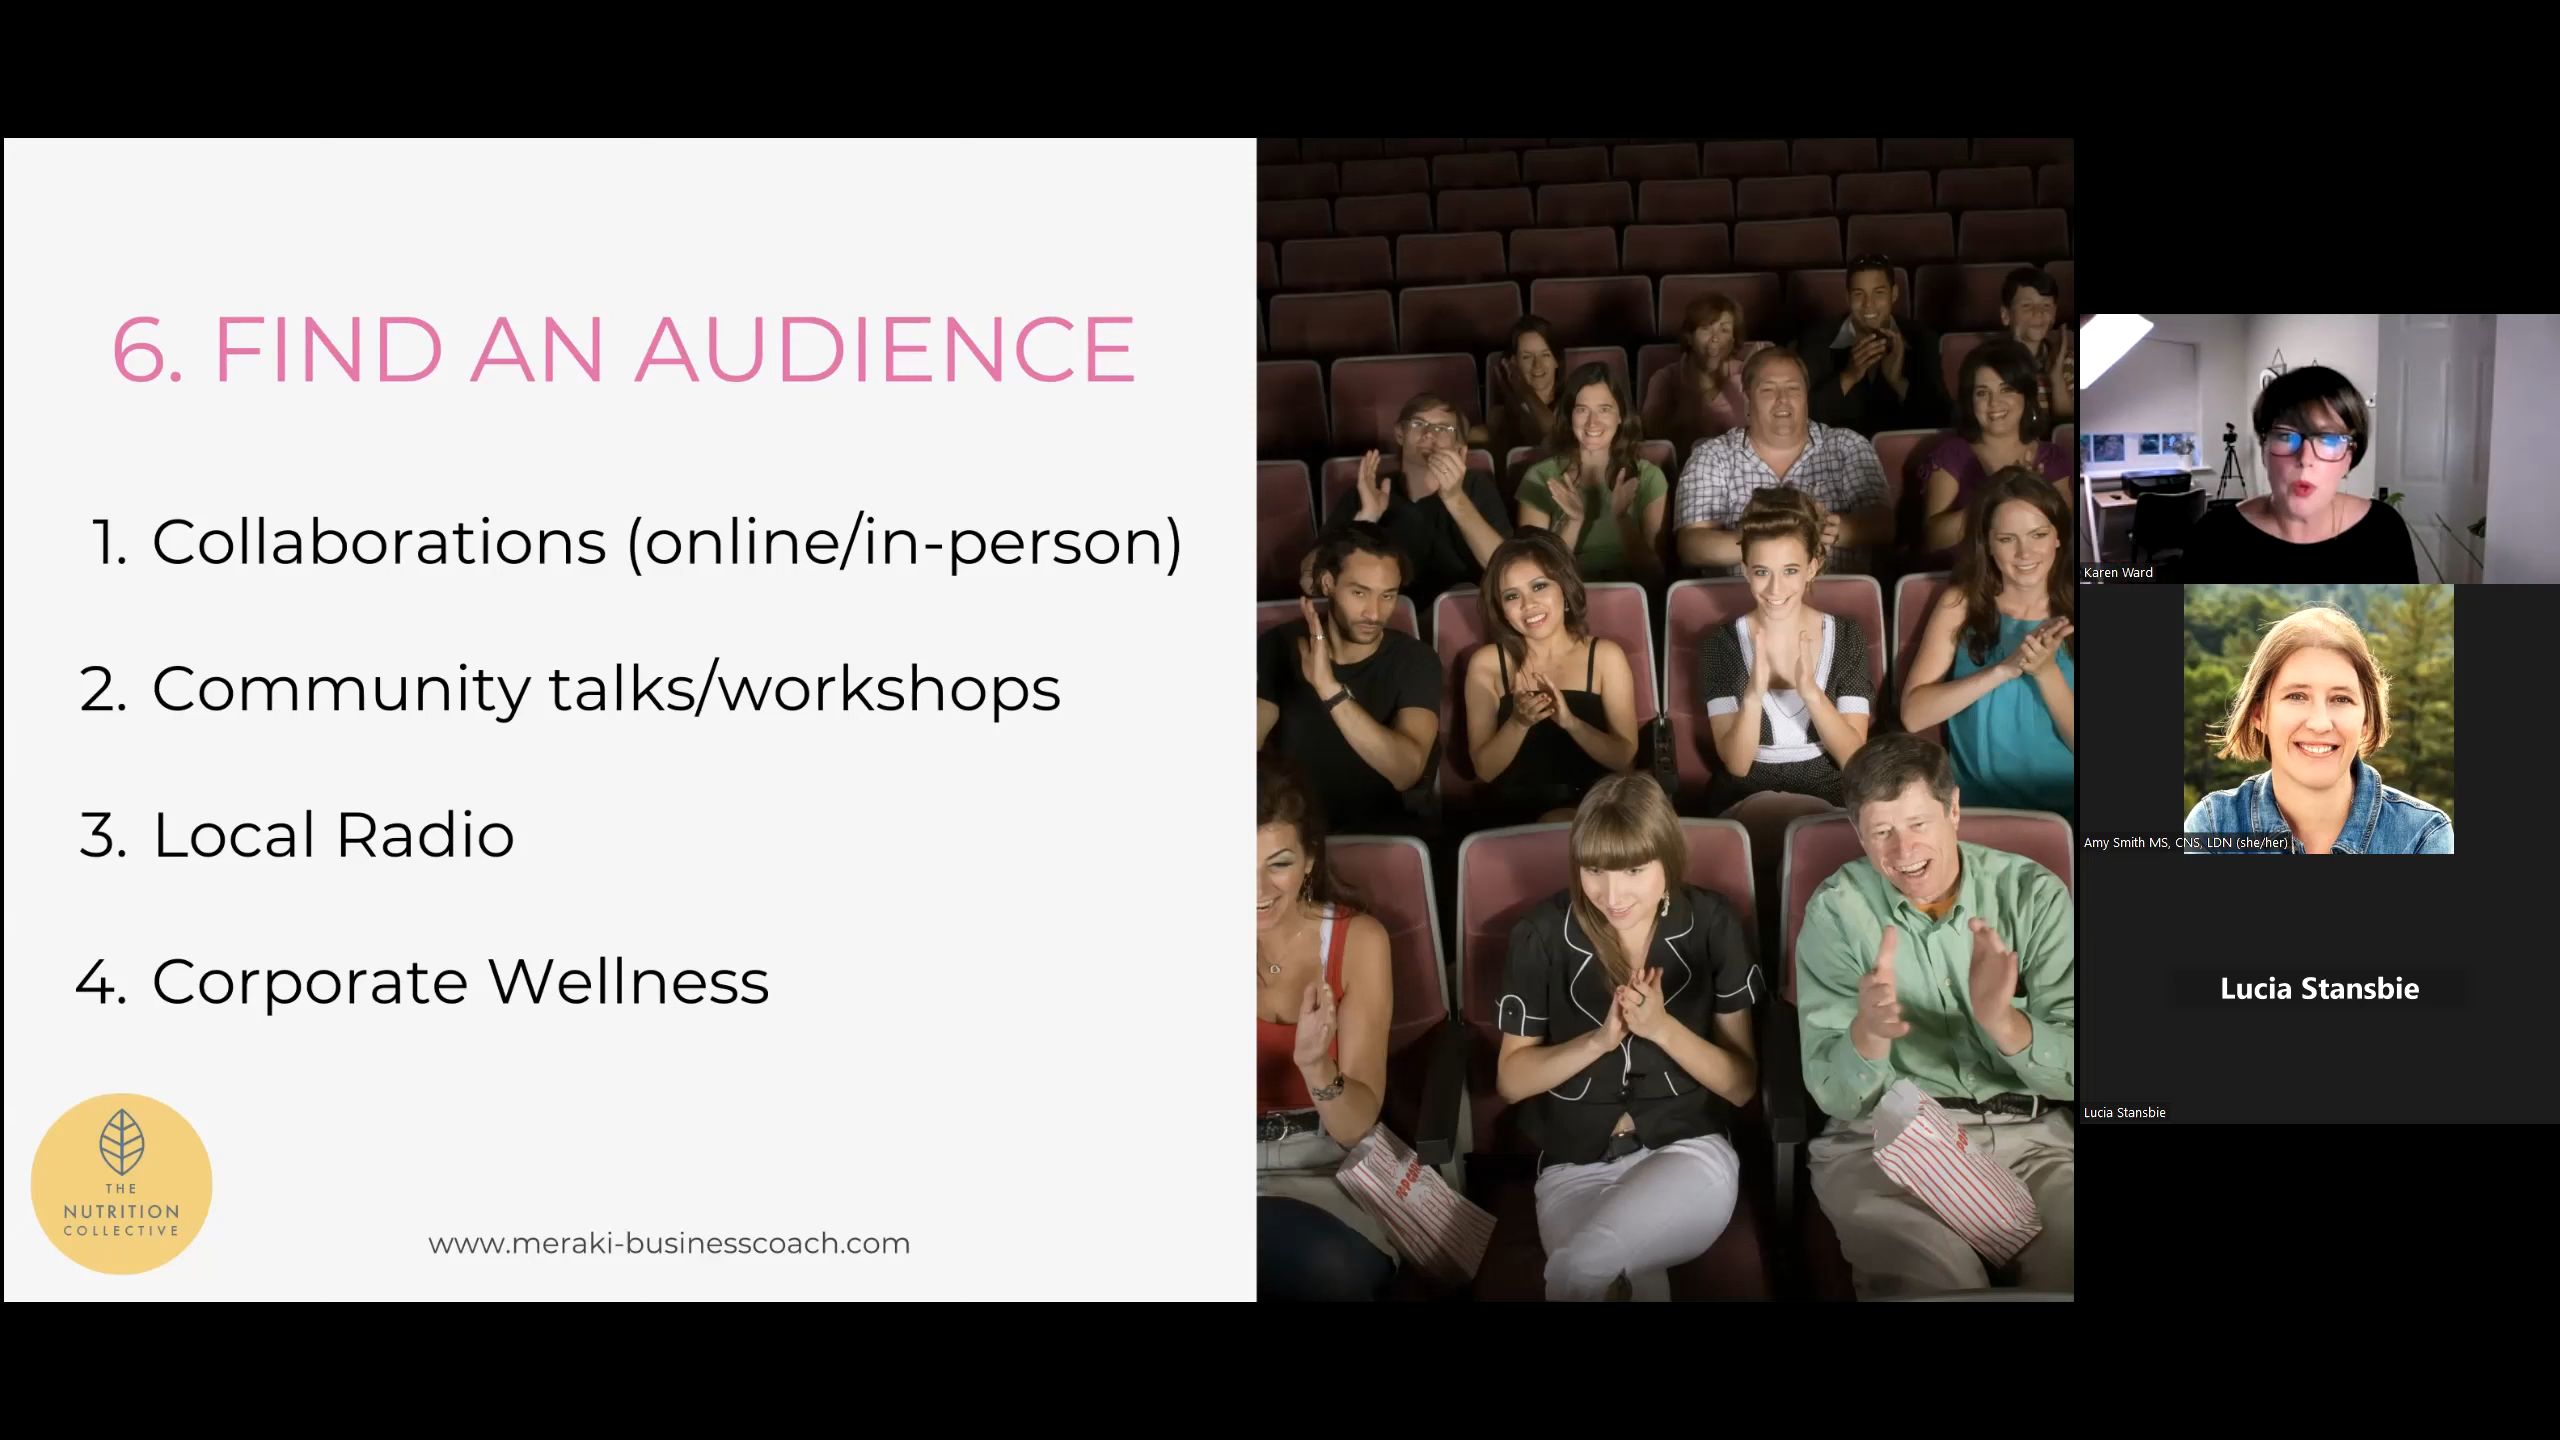 6. FIND AN AUDIENCE
1. Collaborations (online/in-person)
2. Community talks/workshops
3. Local Radio
4. Corporate Wellness
THE
NUTRITION
COLLECTIVE
www.meraki-businesscoach.com
Karen Ward
Amy Smith MS, CNS, LDN (she/her)
Lucia Stansbie
Lucia Stansbie